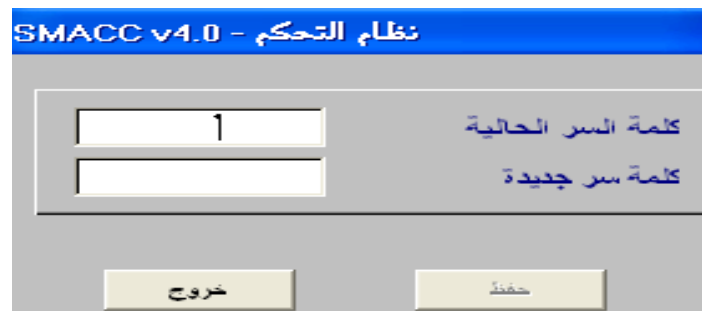 نظام التحكم - SMACC v4.0
كلمة السر الحالية 1
كلمة سر جديدة
حفظ خروج